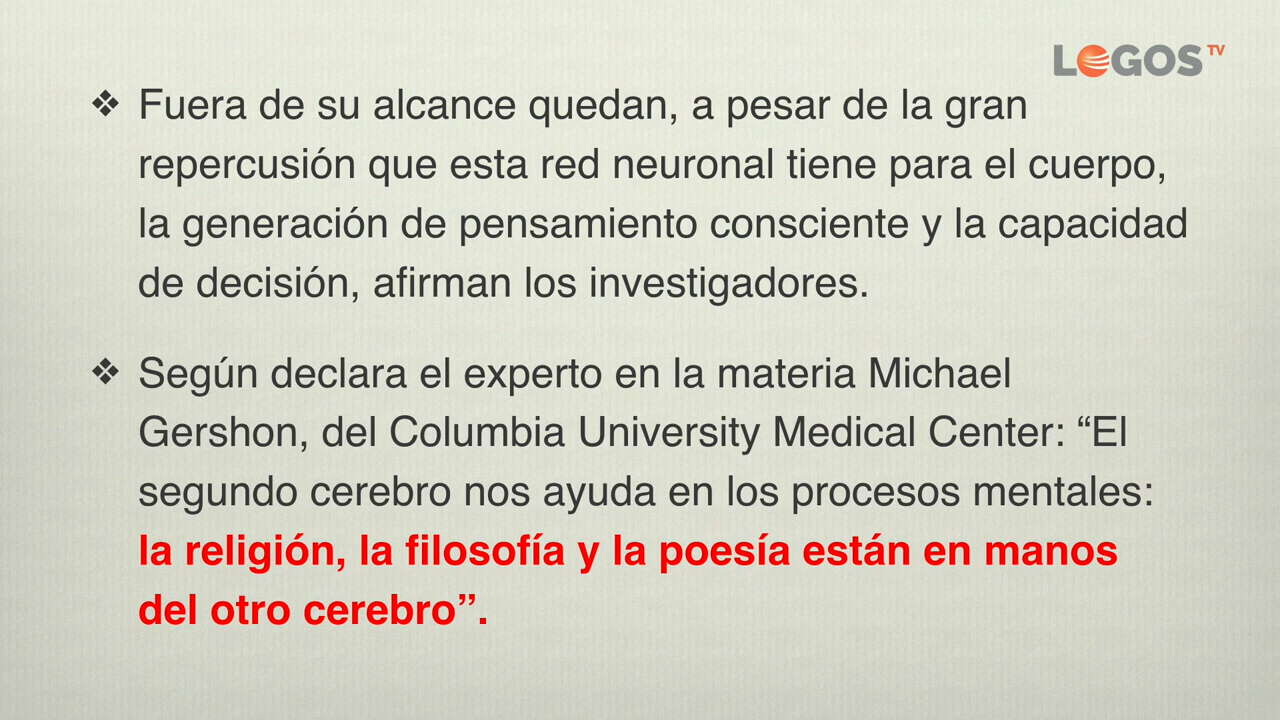 LOGOS TV
❖ Fuera de su alcance quedan, a pesar de la gran
repercusión que esta red neuronal tiene para el cuerpo,
la generación de pensamiento consciente y la capacidad
de decisión, afirman los investigadores.
❖ Según declara el experto en la materia Michael
Gershon, del Columbia University Medical Center: “El
segundo cerebro nos ayuda en los procesos mentales:
la religión, la filosofía y la poesía están en manos
del otro cerebro”.